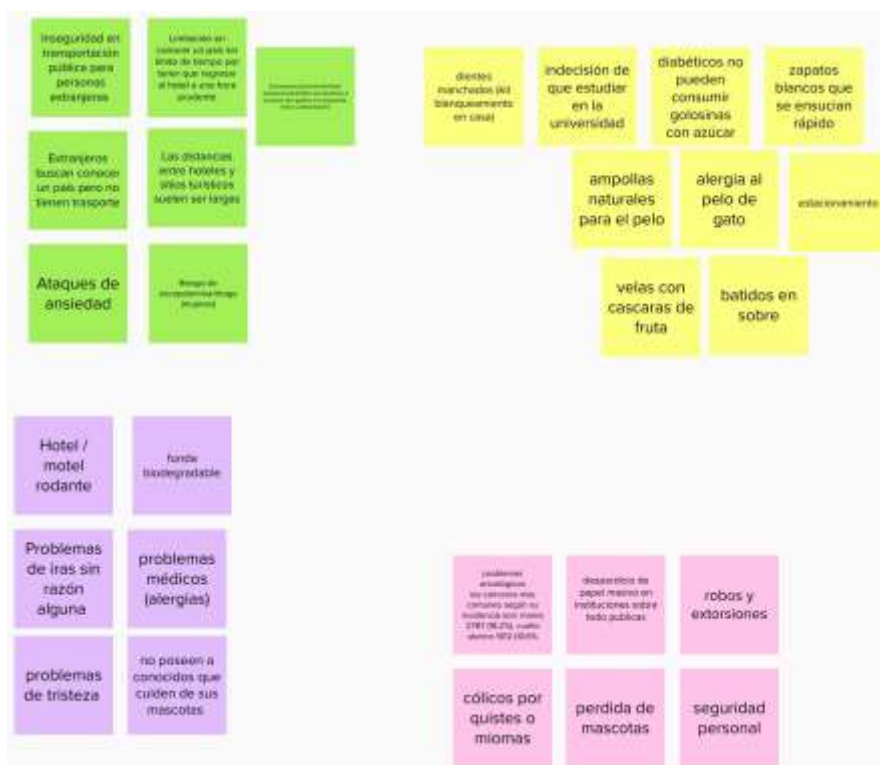 Inseguridad en
transportación
pública para
personas
extranjeras
Limitación en
conocer un país sin
límite de tiempo por
tener que regresar
al hotel a una hora
prudente
Extranjeros
buscan conocer
un país pero no
tienen trasporte
Las distancias
entre hoteles y
sitios turísticos
suelen ser largas
Ataques de
ansiedad
dientes
manchados (kit
blanqueamiento
en casa)
indecisión de
que estudiar
en la
universidad
diabéticos no
pueden
consumir
golosinas
con azúcar
zapatos
blancos que
se ensucian
rápido
ampollas
naturales
para el pelo
alergia al
pelo de
gato
estacionamiento
velas con
cascaras de
fruta
batidos en
sobre
Hotel /
motel
rodante
funda
biodegradable
Problemas
de iras sin
razón
alguna
problemas
médicos
(alergias)
problemas
de tristeza
no poseen a
conocidos que
cuiden de sus
mascotas
problemas
desperdicio de
papel masivo en
instituciones sobre
todo publicas
robos y
extorsiones
cólicos por
quistes o
miomas
perdida de
mascotas
seguridad
personal